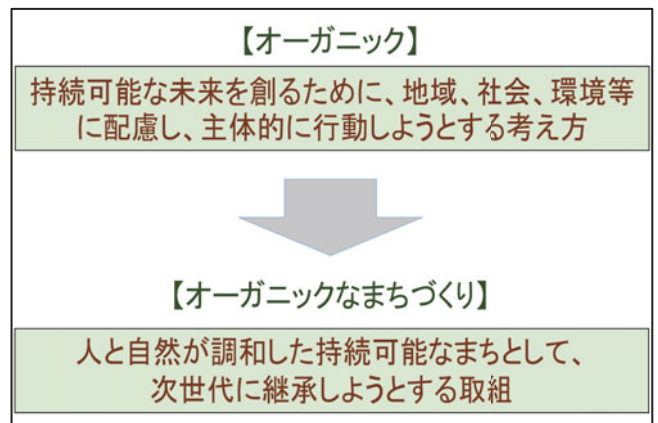 【オーガニック】
持続可能な未来を創るために、地域、社会、環境等
に配慮し、主体的に行動しようとする考え方
【オーガニックなまちづくり】
人と自然が調和した持続可能なまちとして、
次世代に継承しようとする取組